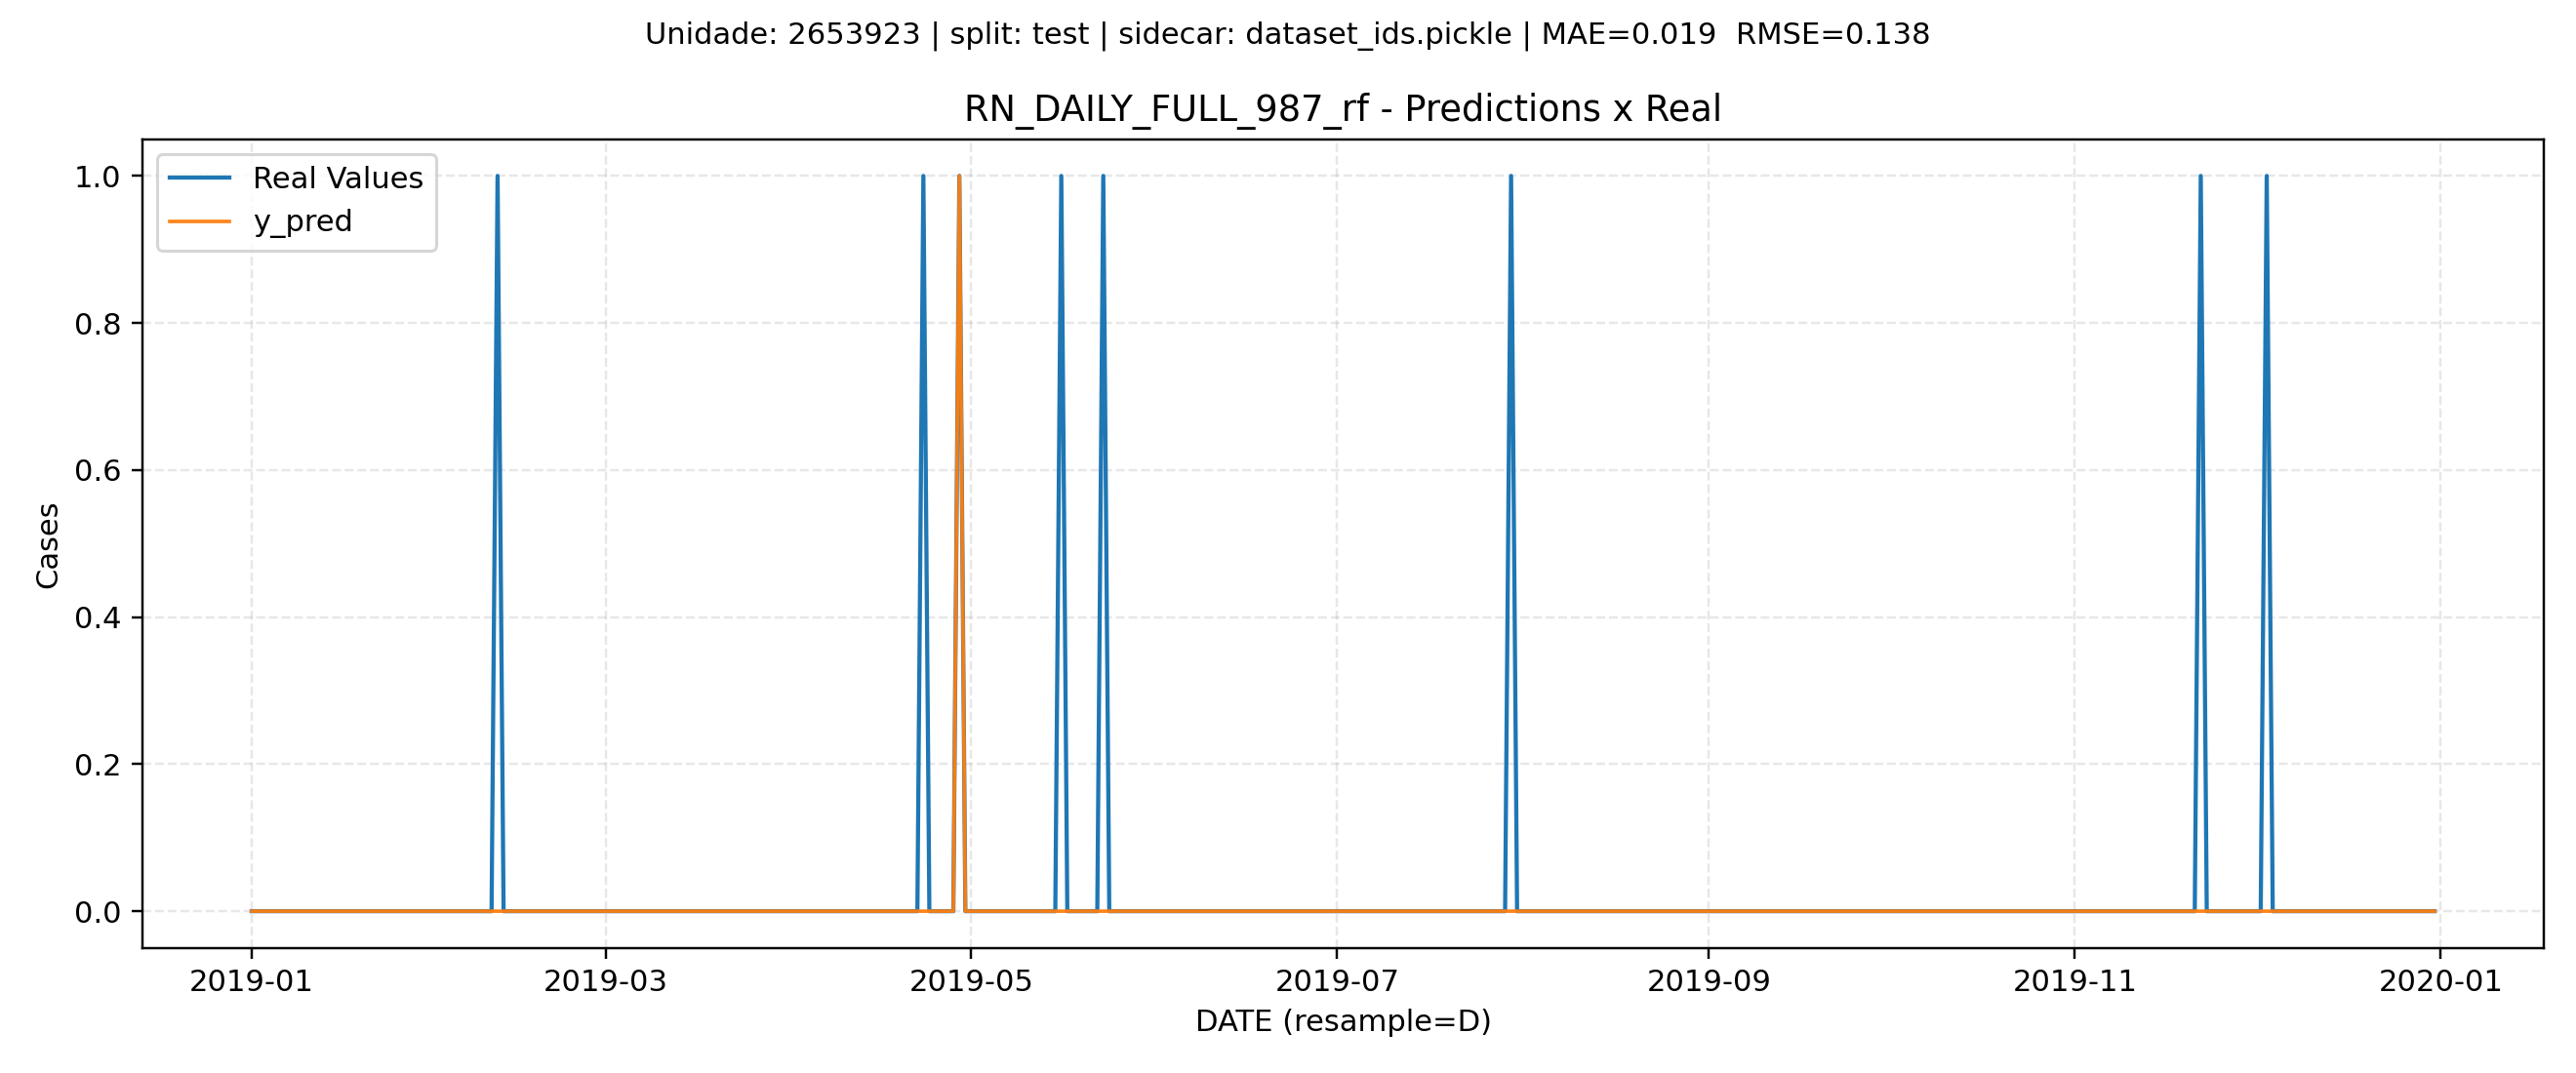 Unidade: 2653923 | split: test | sidecar: dataset_ids.pickle | MAE=0.019  RMSE=0.138
RN_DAILY_FULL_987_rf - Predictions x Real
Real Values
y_pred
1.0
0.8
0.6
0.4
0.2
0.0
Cases
2019-01 2019-03 2019-05 2019-07 2019-09 2019-11 2020-01
DATE (resample=D)